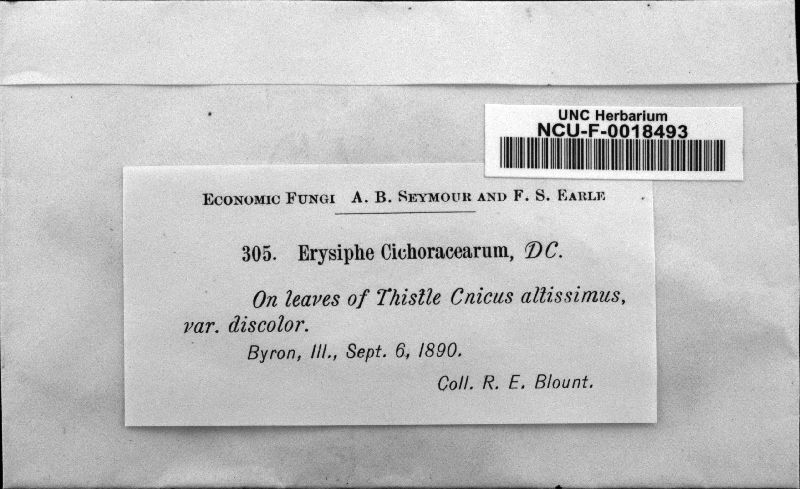 UNC Herbarium
NCU-F-0018493
Economic Fungi A. B. Seymour and F. S. Earle
305. Erysiphe Cichoracearum, DC.
On leaves of Thistle Cnicus altissimus,
var. discolor.
Byron, Ill., Sept. 6, 1890.
Coll. R. E. Blount.